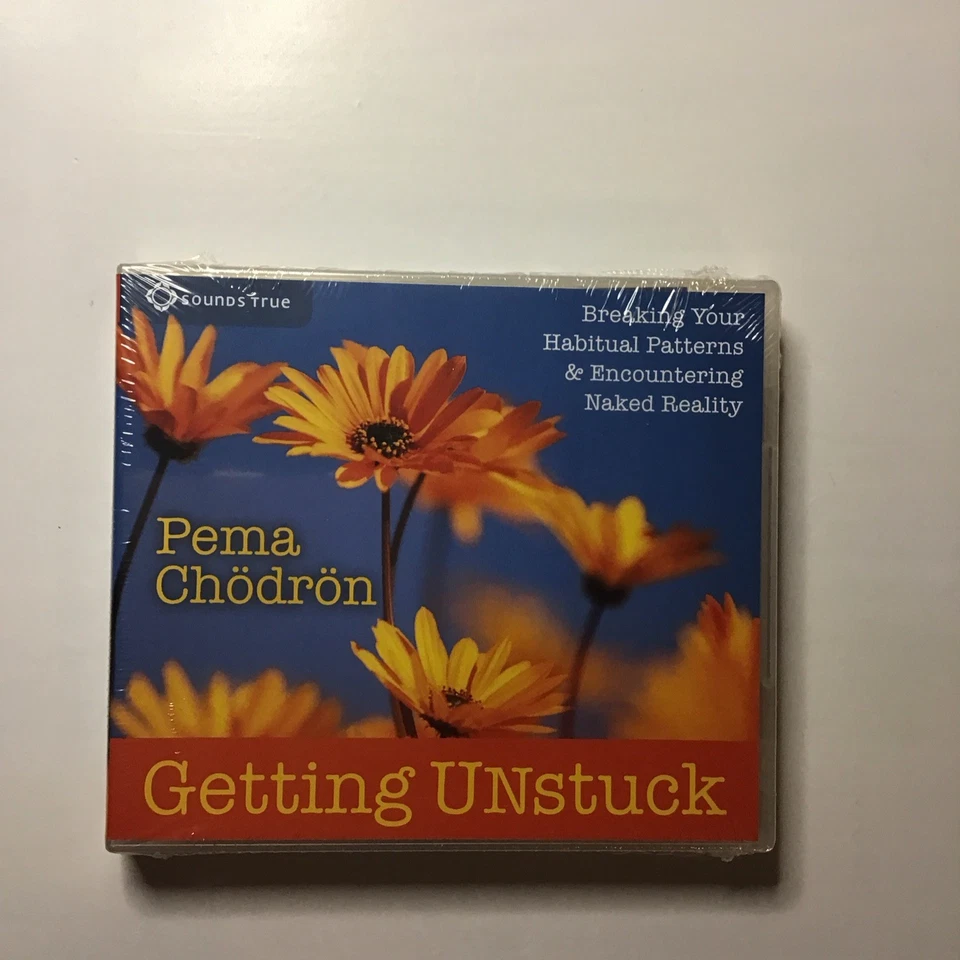 SOUNDS TRUE
Breaking Your
Habitual Patterns
& Encountering
Naked Reality
Pema
Chödrön
Getting UNstuck